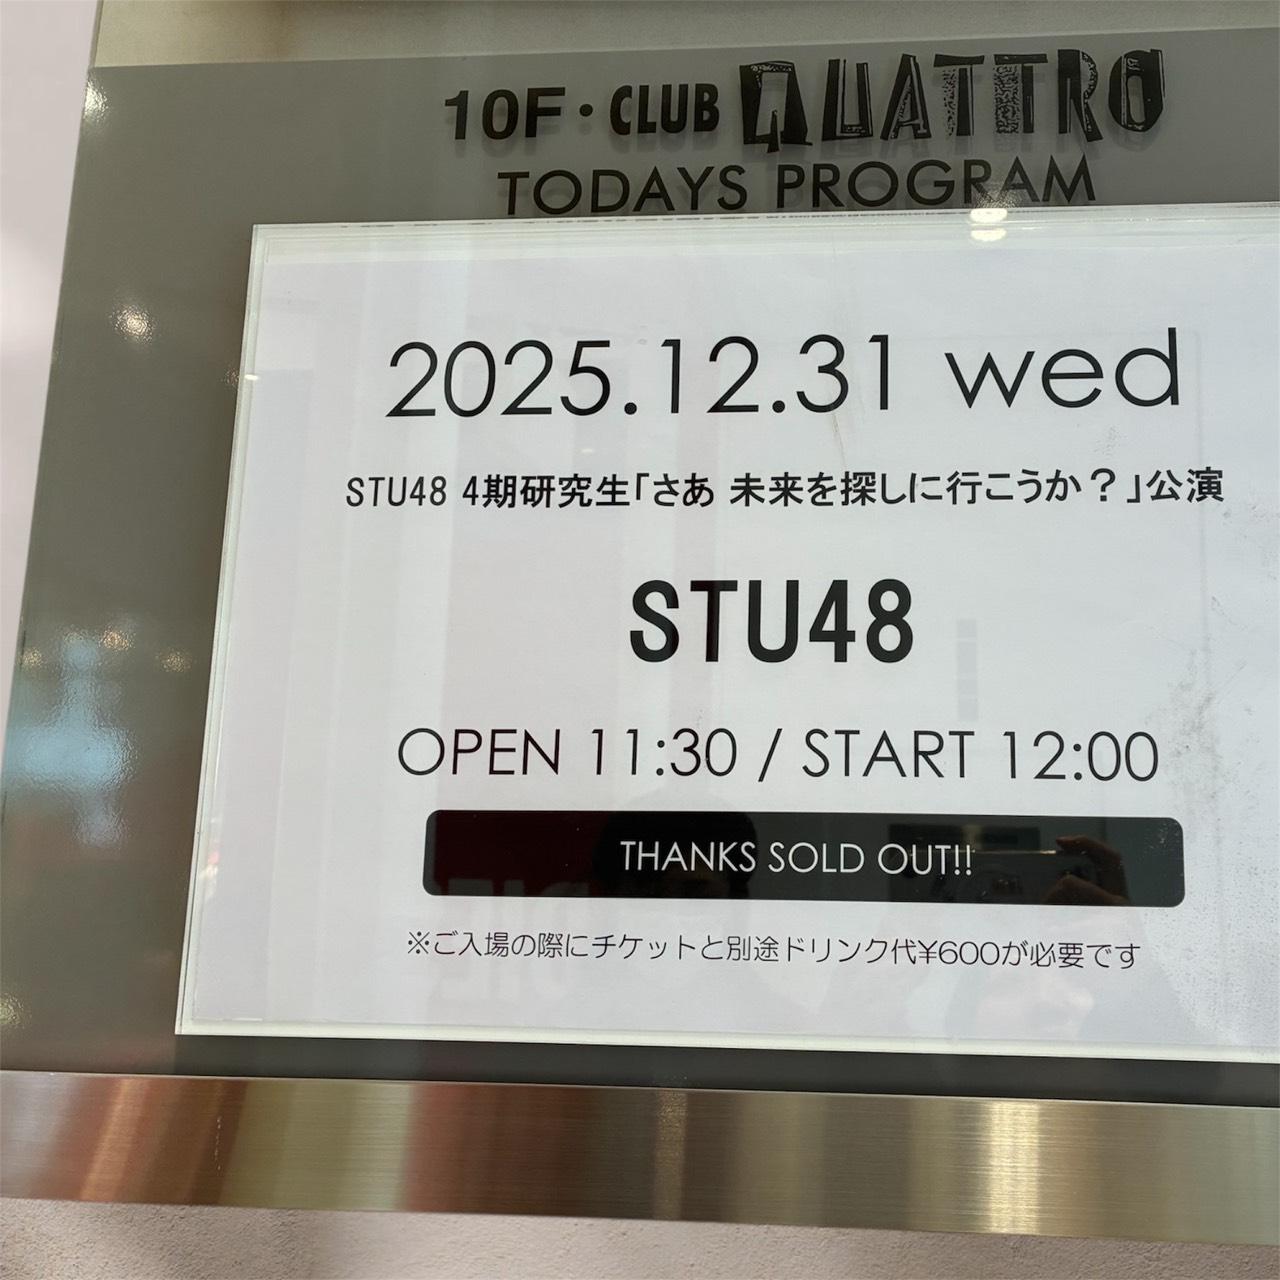 10F・CLUB QUATTRO
TODAYS PROGRAM
2025.12.31 wed
STU48 4期研究生「さあ 未来を探しに行こうか？」公演
STU48
OPEN 11:30 / START 12:00
THANKS SOLD OUT!!
※ご入場の際にチケットと別途ドリンク代¥600が必要です